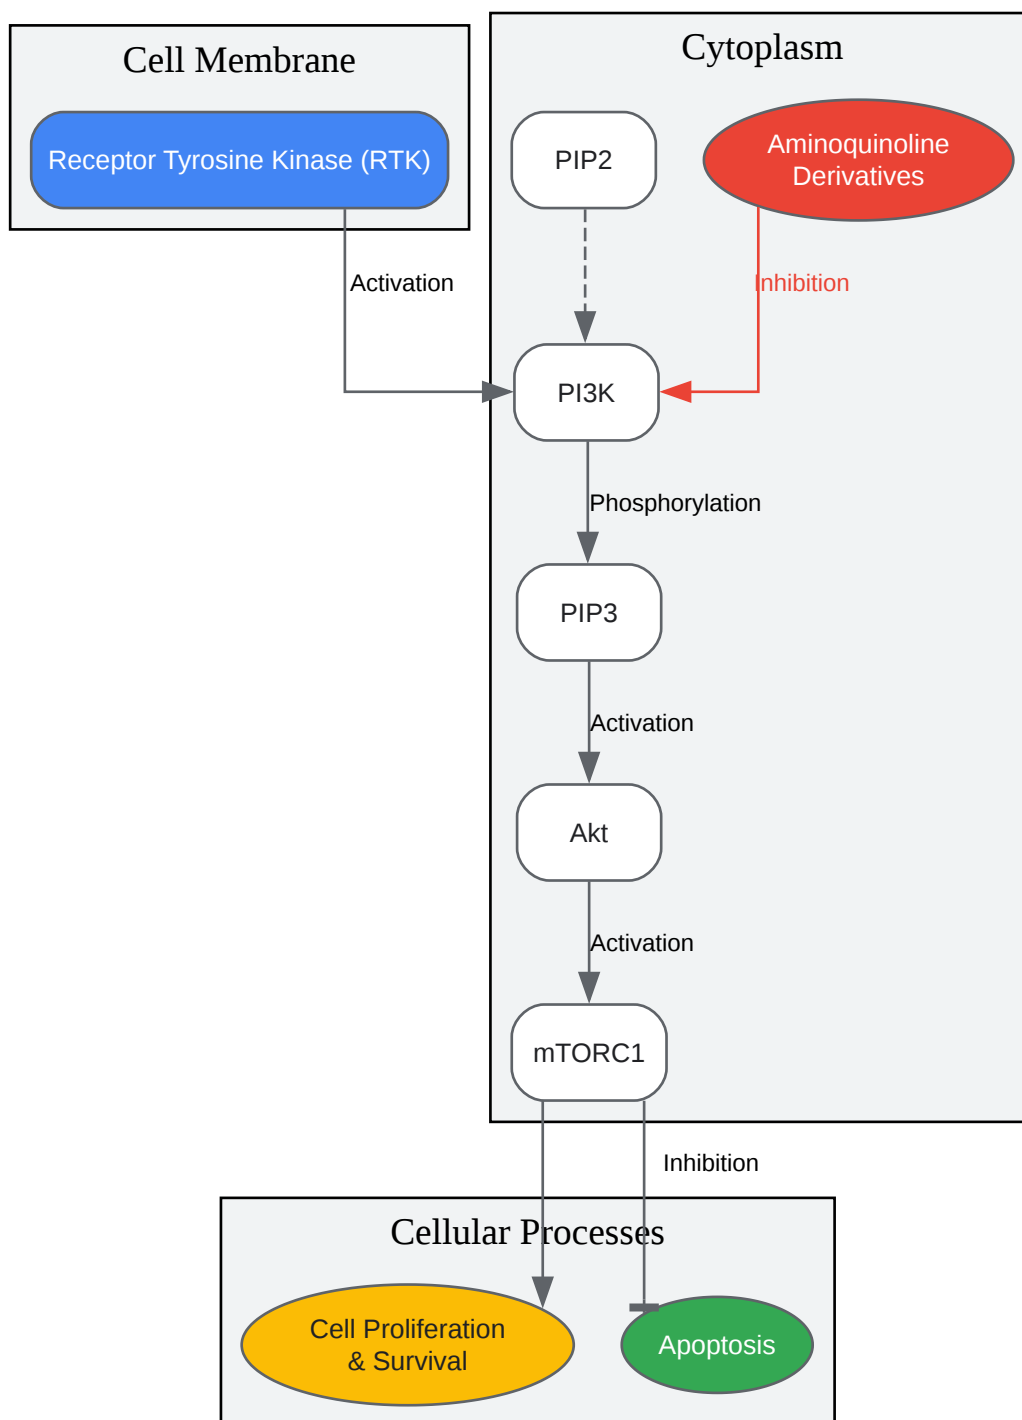 Cell Membrane
Cytoplasm
Receptor Tyrosine Kinase (RTK)
PIP2
Aminoquinoline
Derivatives
Activation
Inhibition
PI3K
Phosphorylation
PIP3
Activation
Akt
Activation
mTORC1
Inhibition
Cellular Processes
Cell Proliferation
& Survival
Apoptosis